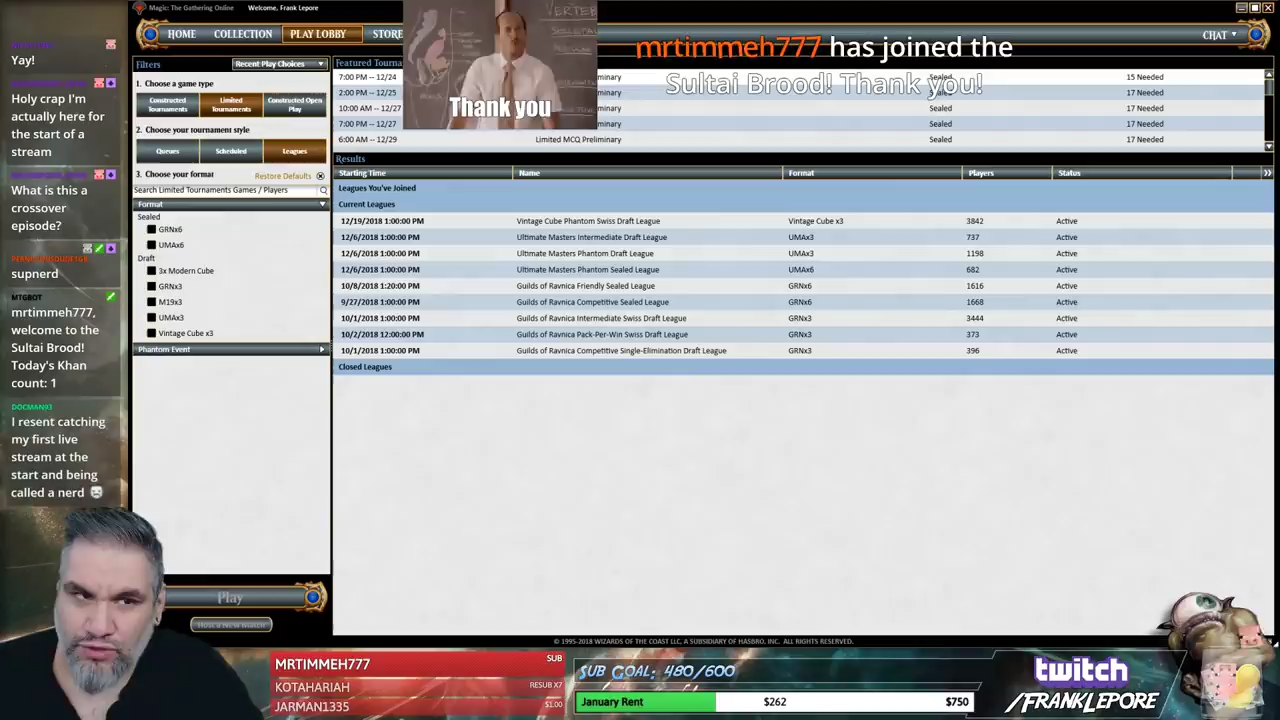 Magic: The Gathering Online Welcome, Frank Lepore
HOME COLLECTION PLAY LOBBY STORE CHAT
Thank you
mrtimmeh777 has joined the
Sultai Brood! Thank you!
Yay!
Holy crap I'm
actually here for
the start of a
stream
What is this a
crossover
episode?
supnerd
MTGBOT
mrtimmeh777,
welcome to the
Sultai Brood!
Today's Khan
count: 1
DOCMAN93
I resent catching
my first live
stream at the
start and being
called a nerd
Filters Recent Play Choices
1. Choose a game type
Constructed Tournaments Limited Tournaments Constructed Open Play
2. Choose your tournament style
Queues Scheduled Leagues
3. Choose your format Restore Defaults
Search Limited Tournaments Games / Players
Format
Sealed
GRNx6
UMAx6
Draft
3x Modern Cube
GRNx3
M19x3
UMAx3
Vintage Cube x3
Phantom Event
Play
Featured
7:00 PM -- 12/24 Sealed 15 Needed
2:00 PM -- 12/25 Sealed 17 Needed
10:00 AM -- 12/27 Sealed 17 Needed
7:00 PM -- 12/27 Sealed 17 Needed
6:00 AM -- 12/29 Limited MCQ Preliminary Sealed 17 Needed
Results
Starting Time Name Format Players Status
Leagues You've Joined
Current Leagues
12/19/2018 1:00:00 PM Vintage Cube Phantom Swiss Draft League Vintage Cube x3 3842 Active
12/6/2018 1:00:00 PM Ultimate Masters Intermediate Draft League UMAx3 737 Active
12/6/2018 1:00:00 PM Ultimate Masters Phantom Draft League UMAx3 1198 Active
12/6/2018 1:00:00 PM Ultimate Masters Phantom Sealed League UMAx6 682 Active
10/8/2018 1:20:00 PM Guilds of Ravnica Friendly Sealed League GRNx6 1616 Active
9/27/2018 1:00:00 PM Guilds of Ravnica Competitive Sealed League GRNx6 1668 Active
10/1/2018 1:00:00 PM Guilds of Ravnica Intermediate Swiss Draft League GRNx3 3444 Active
10/2/2018 12:00:00 PM Guilds of Ravnica Pack-Per-Win Swiss Draft League GRNx3 373 Active
10/1/2018 1:00:00 PM Guilds of Ravnica Competitive Single-Elimination Draft League GRNx3 396 Active
Closed Leagues
© 1995-2018 WIZARDS OF THE COAST LLC, A SUBSIDIARY OF HASBRO, INC. ALL RIGHTS RESERVED.
MRTIMMEH777 SUB
KOTAHARIAH RESUB X7
JARMAN1335 $1.00
SUB GOAL: 480/600
January Rent $262 $750
twitch
/FRANKLEPORE